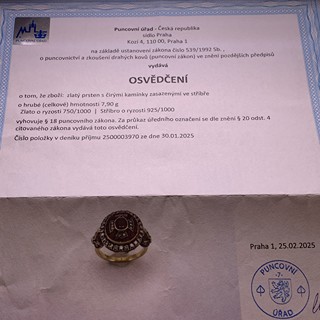 PUNCOVNÍ ÚŘAD
Puncovní úřad - Česká republika
sídlo Praha
Kozí 4, 110 00, Praha 1
na základě ustanovení zákona číslo 539/1992 Sb. ,
o puncovnictví a zkoušení drahých kovů (puncovní zákon) ve znění pozdějších předpisů
vydává
OSVĚDČENÍ
o tom, že zboží: zlatý prsten s čirými kamínky zasazenými ve stříbře
o hrubé (celkové) hmotnosti 7,90 g
Zlato o ryzosti 750/1000 | Stříbro o ryzosti 925/1000
vyhovuje § 18 puncovního zákona. Za průkaz úředního označení se dle znění § 20 odst. 4
citovaného zákona vydává toto osvědčení.
Číslo položky v deníku příjmu 2500003970 ze dne 30.01.2025
Praha 1, 25.02.2025
PUNCOVNÍ
-7-
ÚŘAD